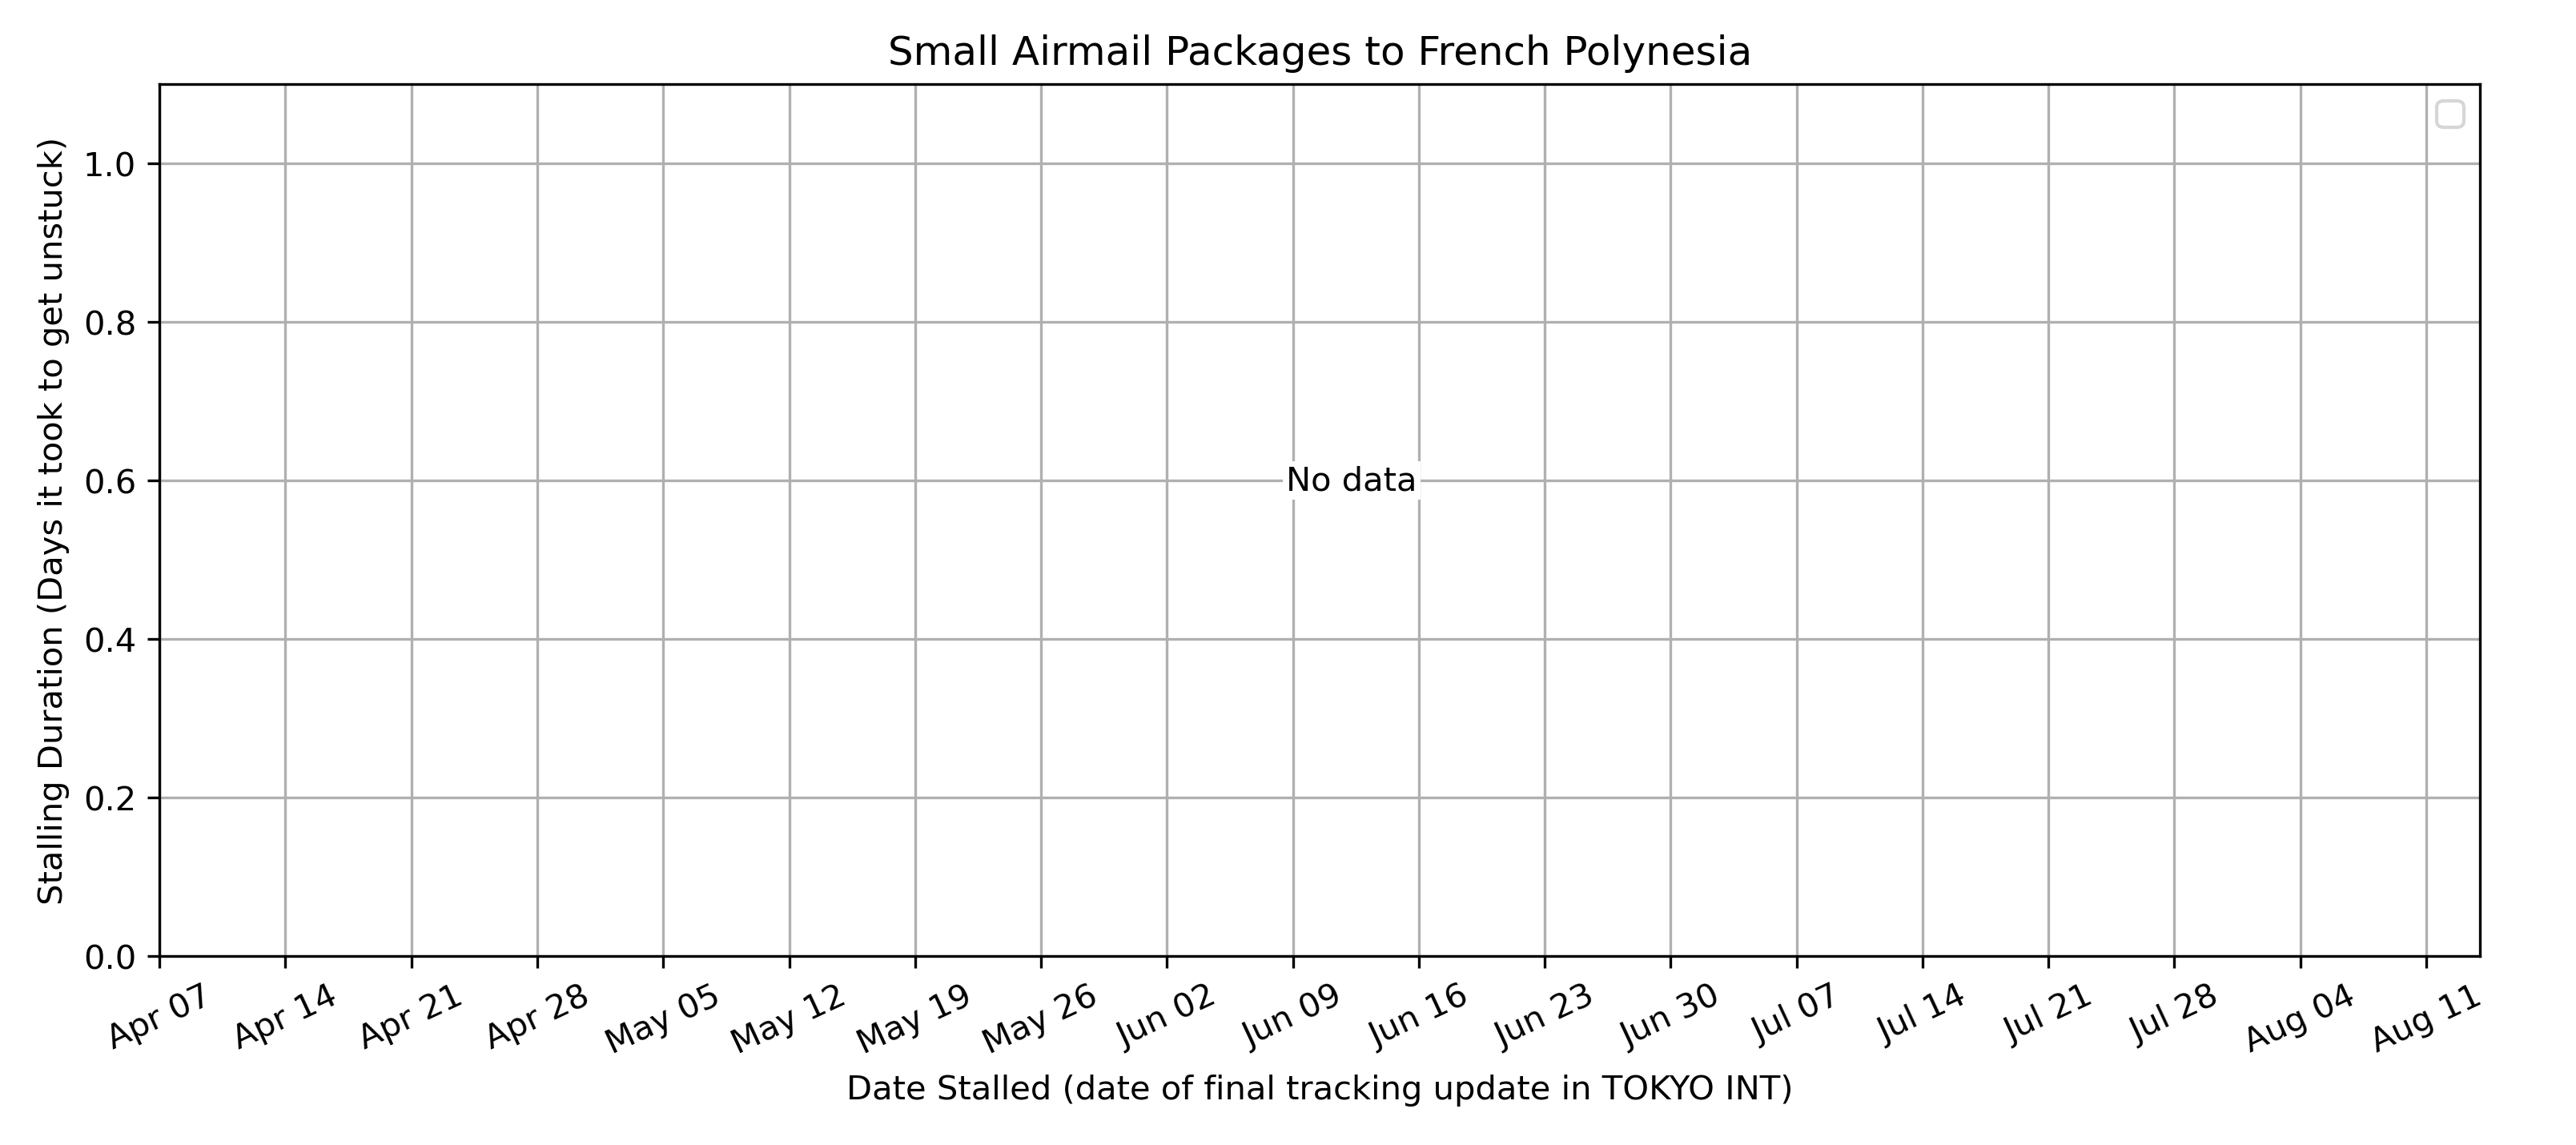 Small Airmail Packages to French Polynesia
Stalling Duration (Days it took to get unstuck)
1.0
0.8
0.6
0.4
0.2
0.0
No data
Apr 07
Apr 14
Apr 21
Apr 28
May 05
May 12
May 19
May 26
Jun 02
Jun 09
Jun 16
Jun 23
Jun 30
Jul 07
Jul 14
Jul 21
Jul 28
Aug 04
Aug 11
Date Stalled (date of final tracking update in TOKYO INT)